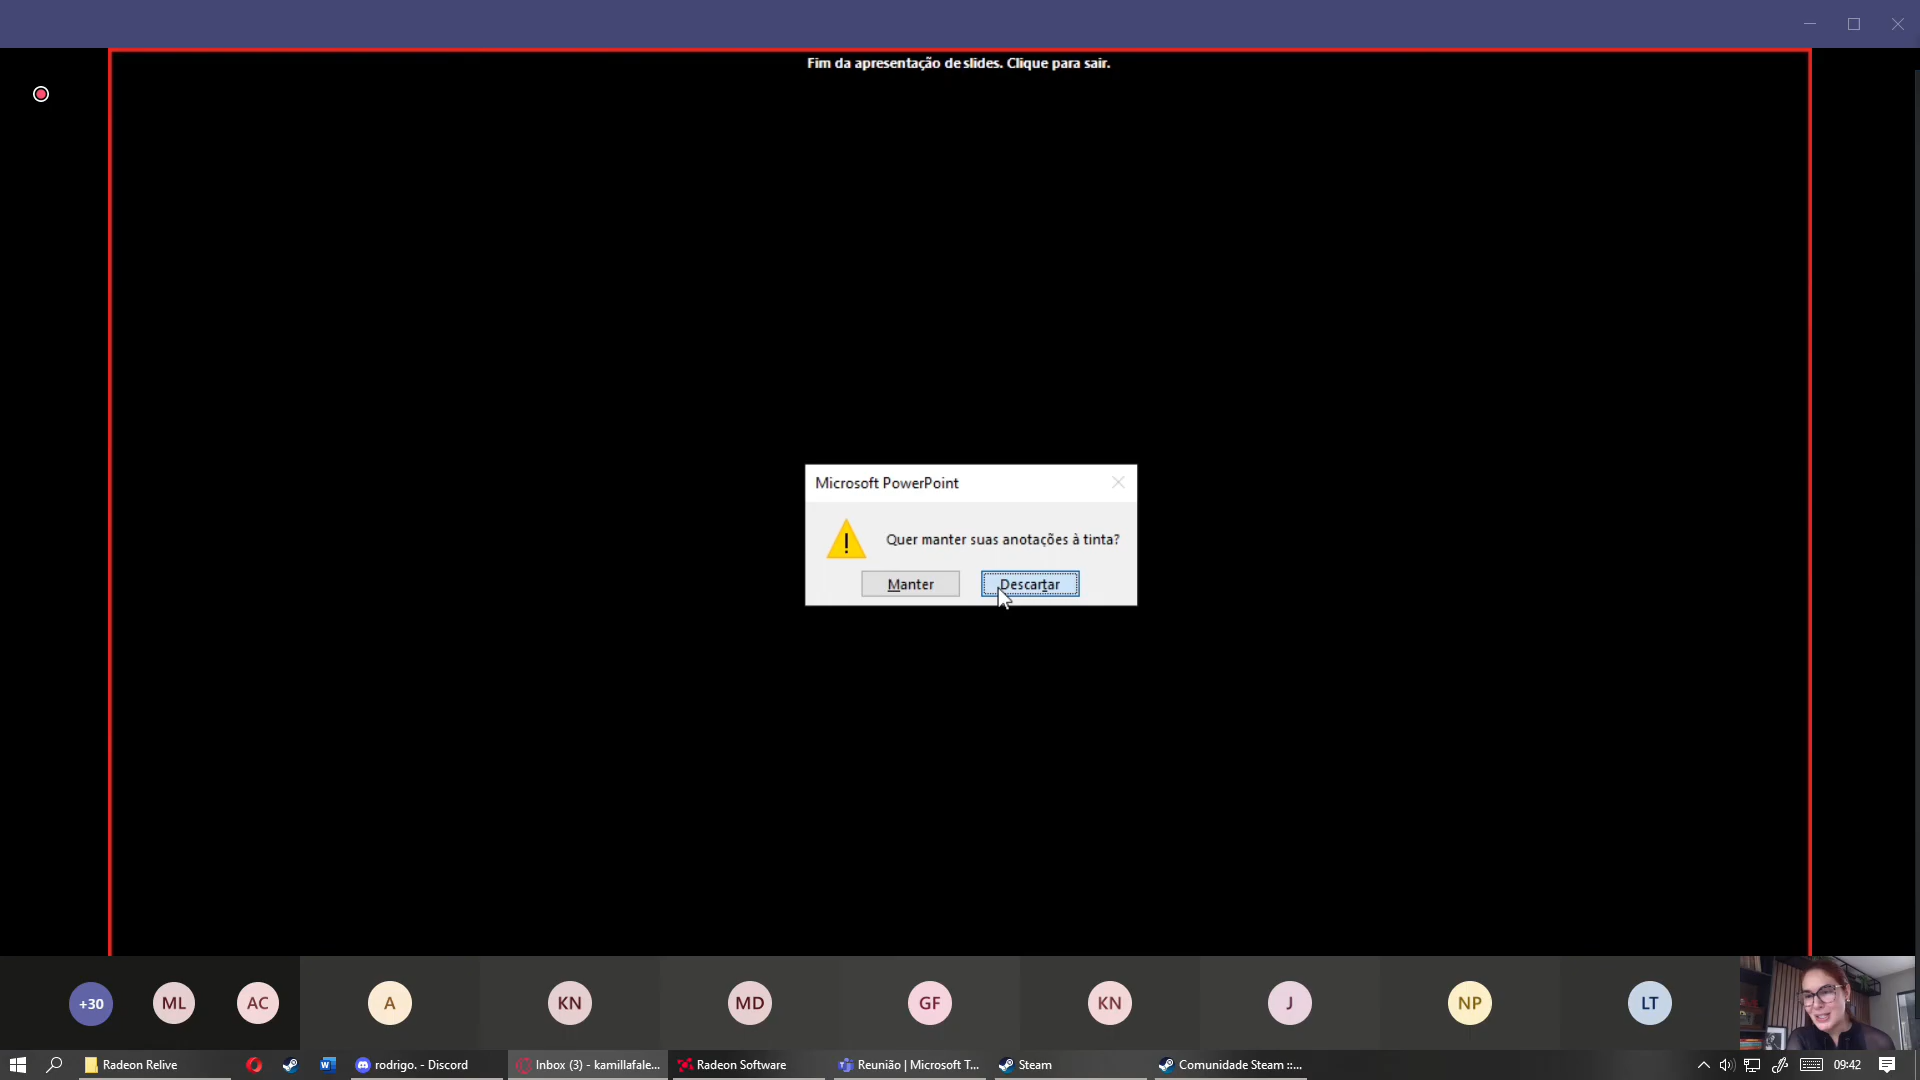 Fim da apresentação de slides. Clique para sair.
Microsoft PowerPoint
Quer manter suas anotações à tinta?
Manter
Descartar
+30
ML
AC
A
KN
MD
GF
KN
J
NP
LT
Radeon Relive
rodrigo. - Discord
Inbox (3) - kamillafale...
Radeon Software
Reunião | Microsoft T...
Steam
Comunidade Steam ::...
09:42